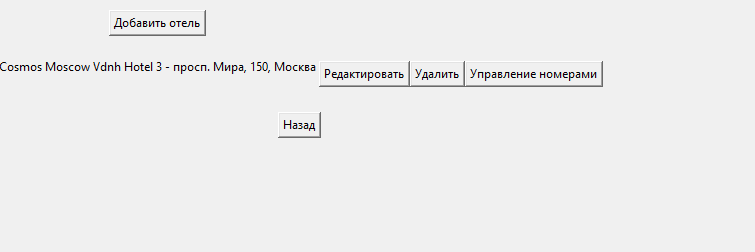 Добавить отель
Cosmos Moscow Vdnh Hotel 3 - просп. Мира, 150, Москва Редактировать Удалить Управление номерами
Назад